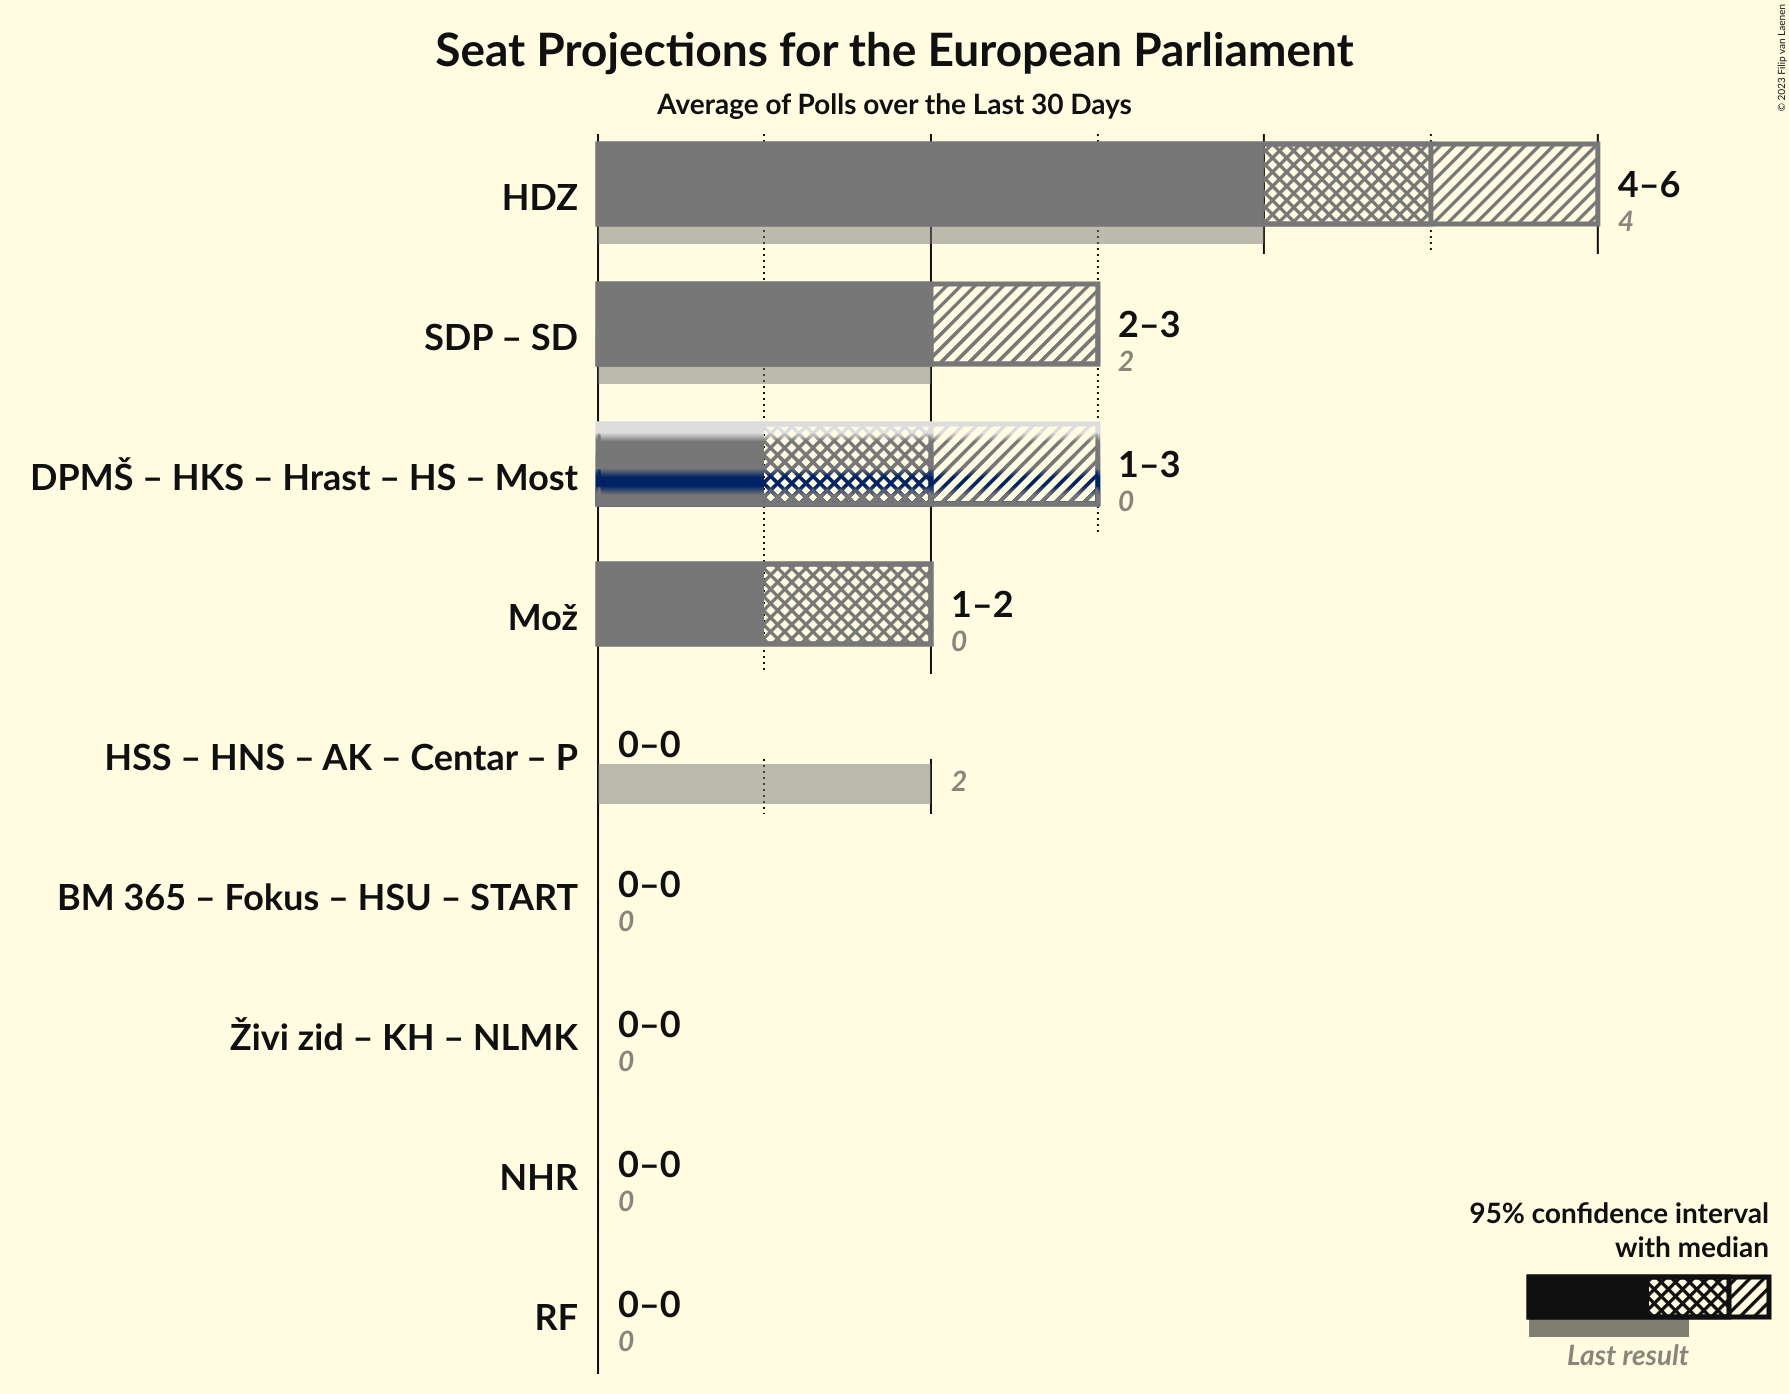 Seat Projections for the European Parliament
Average of Polls over the Last 30 Days
© 2023 Filip van Laenen
HDZ
4–6
4
SDP – SD
2–3
2
DPMŠ – HKS – Hrast – HS – Most
1–3
0
Mož
1–2
0
HSS – HNS – AK – Centar – P
0–0
2
BM 365 – Fokus – HSU – START
0–0
0
Živi zid – KH – NLMK
0–0
0
NHR
0–0
0
RF
0–0
0
95% confidence interval
with median
Last result